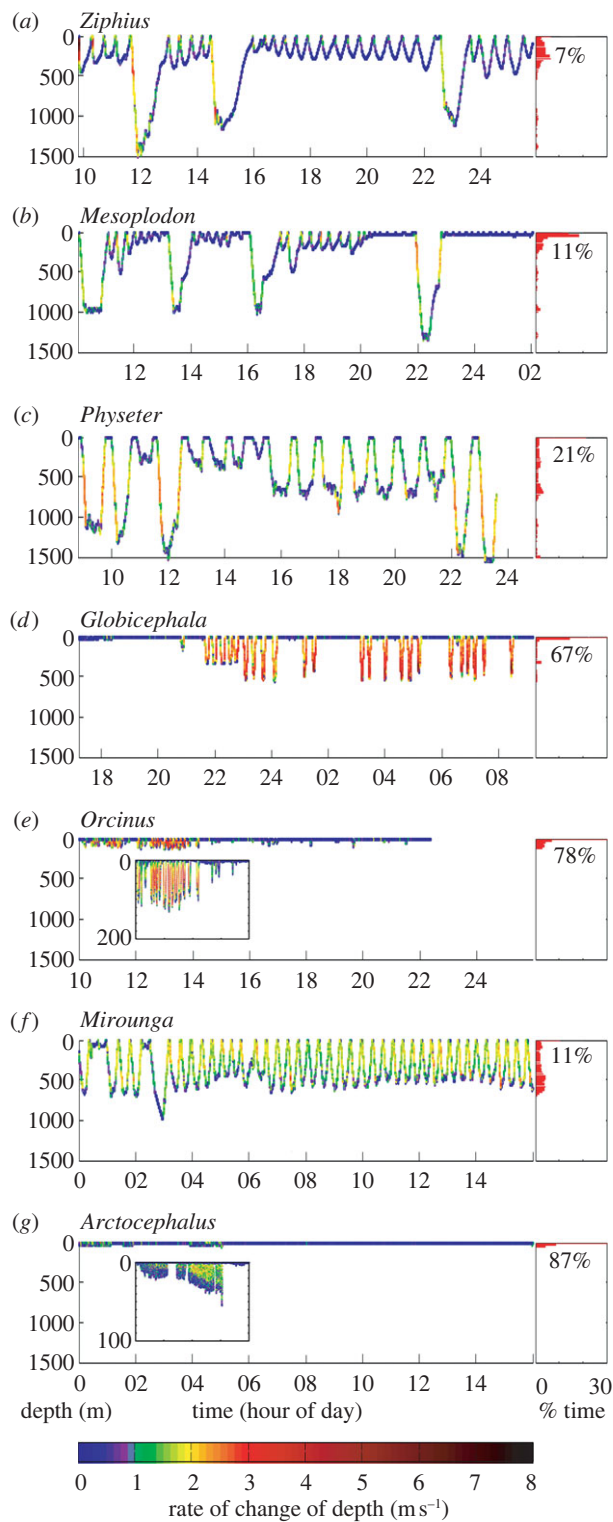 (a) Ziphius
0
500
1000
1500
7%
10 12 14 16 18 20 22 24
(b) Mesoplodon
0
500
1000
1500
11%
12 14 16 18 20 22 24 02
(c) Physeter
0
500
1000
1500
21%
10 12 14 16 18 20 22 24
(d) Globicephala
0
500
1000
1500
67%
18 20 22 24 02 04 06 08
(e) Orcinus
0
500
1000
1500
0
200
78%
10 12 14 16 18 20 22 24
(f) Mirounga
0
500
1000
1500
11%
0 02 04 06 08 10 12 14
(g) Arctocephalus
0
500
1000
1500
0
100
87%
0 02 04 06 08 10 12 14 0 30
depth (m) time (hour of day) % time
0 1 2 3 4 5 6 7 8
rate of change of depth (m s⁻¹)